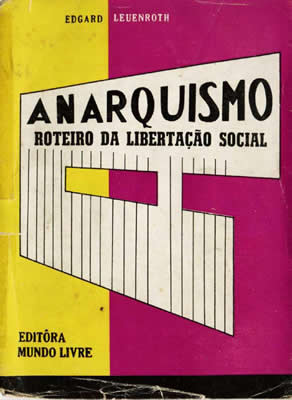 EDGARD LEUENROTH
ANARQUISMO
ROTEIRO DA LIBERTAÇÃO SOCIAL
EDITÔRA
MUNDO LIVRE